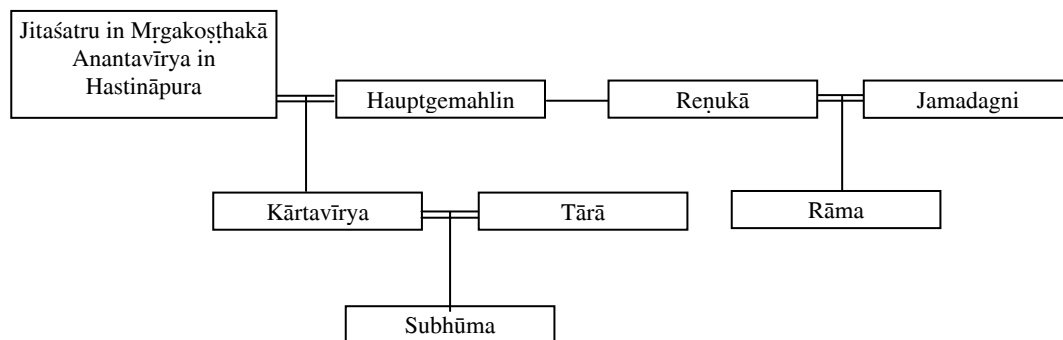 Jitaśatru in Mṛgakoṣṭhakā
Anantavīrya in
Hastināpura
Hauptgemahlin
Reṇukā
Jamadagni
Kārtavīrya
Tārā
Rāma
Subhūma